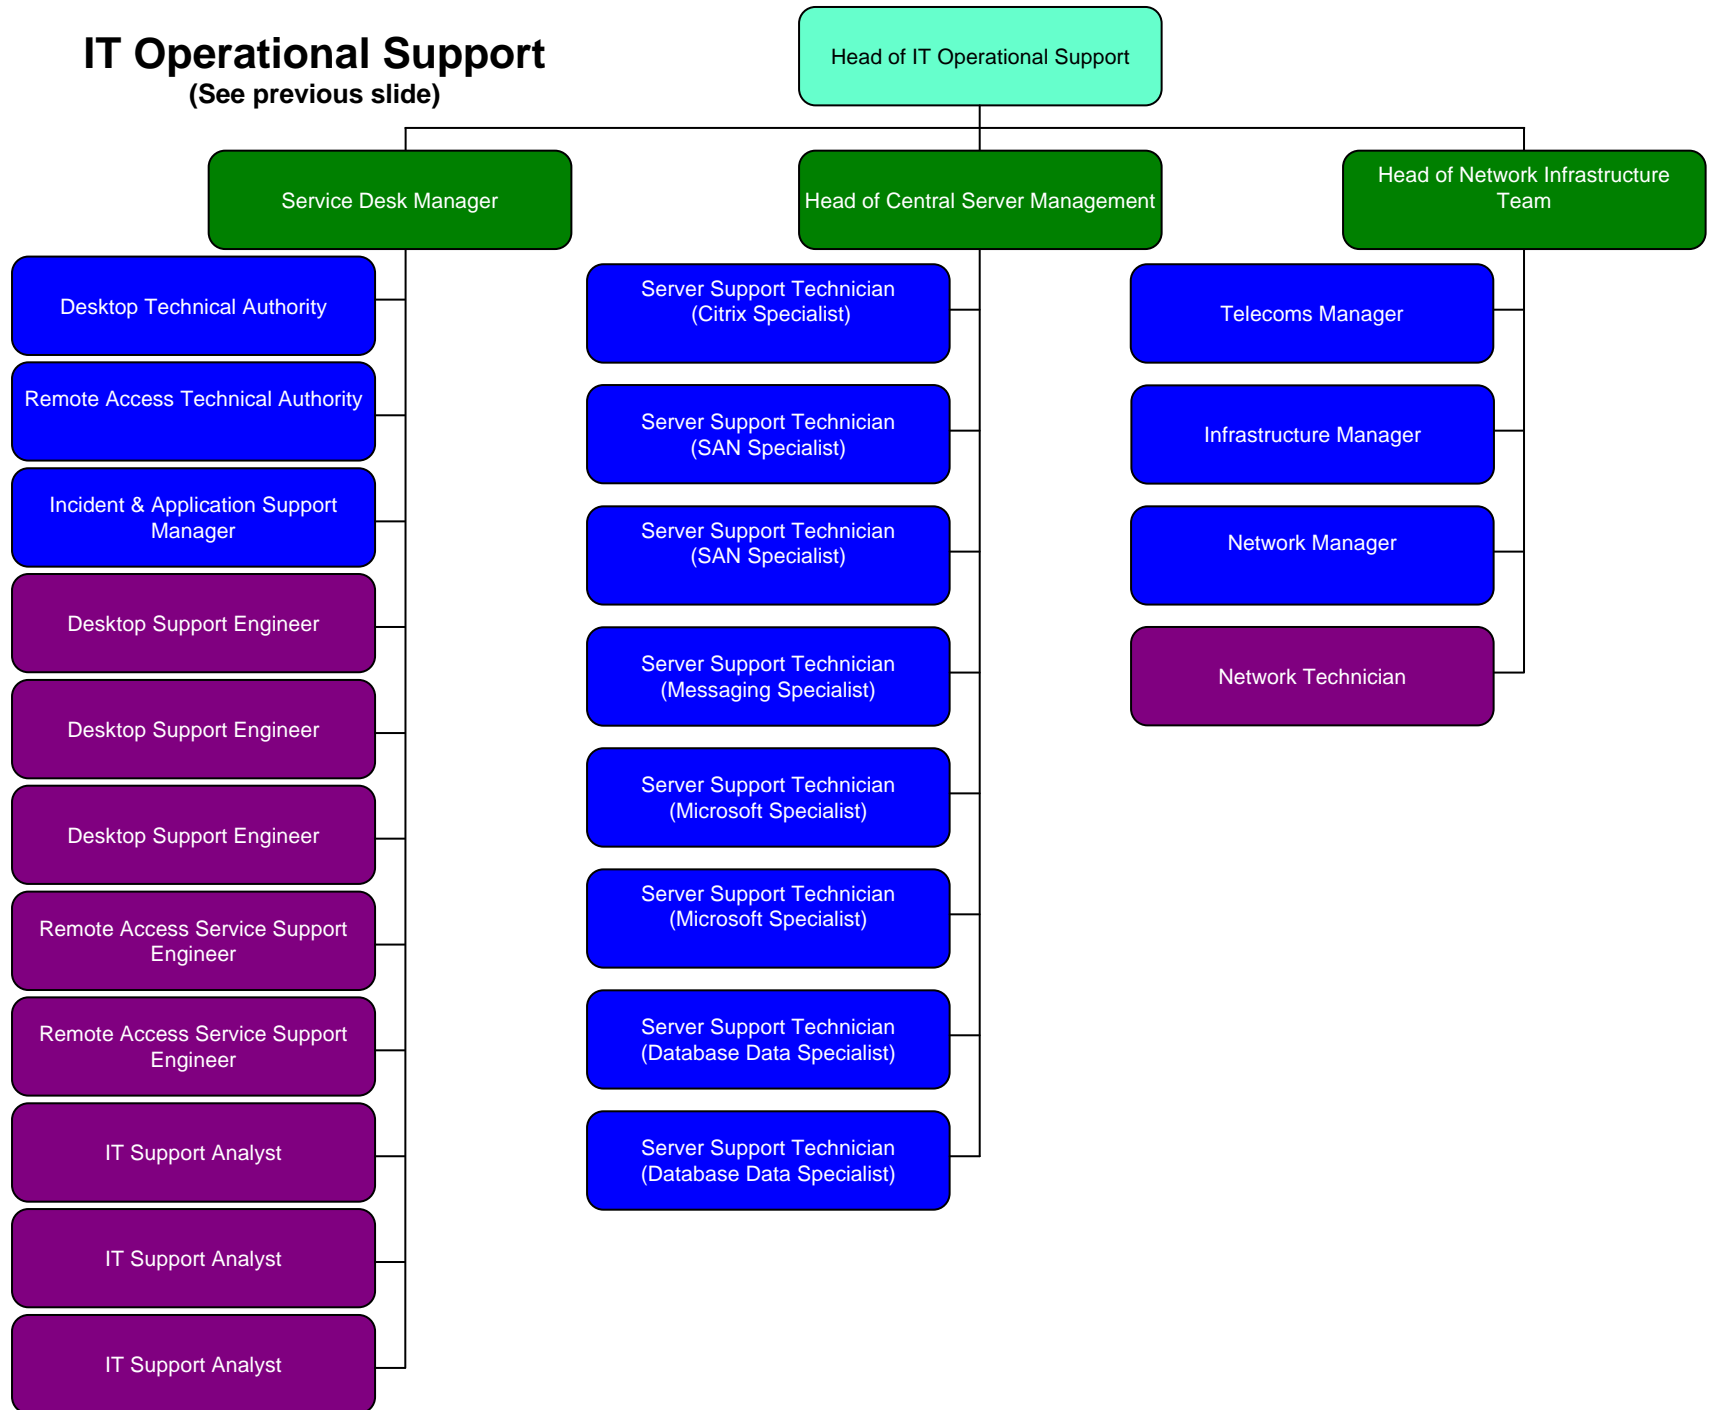 IT Operational Support
(See previous slide)
Head of IT Operational Support
Service Desk Manager
Head of Central Server Management
Head of Network Infrastructure
Team
Desktop Technical Authority
Remote Access Technical Authority
Incident & Application Support
Manager
Desktop Support Engineer
Desktop Support Engineer
Desktop Support Engineer
Remote Access Service Support
Engineer
Remote Access Service Support
Engineer
IT Support Analyst
IT Support Analyst
IT Support Analyst
Server Support Technician
(Citrix Specialist)
Server Support Technician
(SAN Specialist)
Server Support Technician
(SAN Specialist)
Server Support Technician
(Messaging Specialist)
Server Support Technician
(Microsoft Specialist)
Server Support Technician
(Microsoft Specialist)
Server Support Technician
(Database Data Specialist)
Server Support Technician
(Database Data Specialist)
Telecoms Manager
Infrastructure Manager
Network Manager
Network Technician